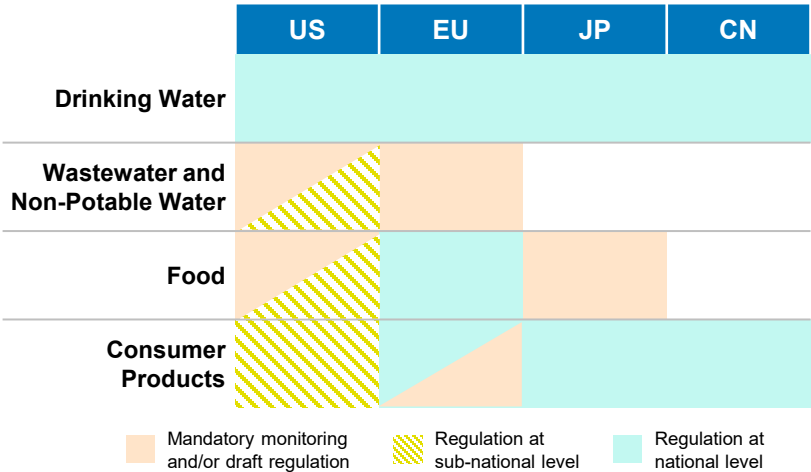 US EU JP CN
Drinking Water
Wastewater and
Non-Potable Water
Food
Consumer
Products
Mandatory monitoring
and/or draft regulation
Regulation at
sub-national level
Regulation at
national level